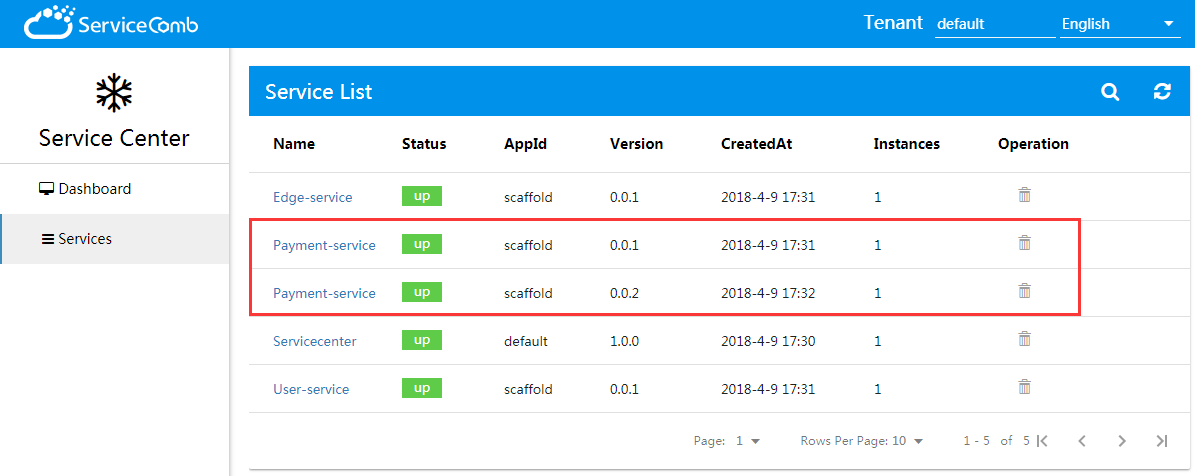 ServiceComb Tenant default English
Service Center
Dashboard
Services
Service List
Name Status AppId Version CreatedAt Instances Operation
Edge-service up scaffold 0.0.1 2018-4-9 17:31 1
Payment-service up scaffold 0.0.1 2018-4-9 17:31 1
Payment-service up scaffold 0.0.2 2018-4-9 17:32 1
Servicecenter up default 1.0.0 2018-4-9 17:30 1
User-service up scaffold 0.0.1 2018-4-9 17:31 1
Page: 1 Rows Per Page: 10 1 - 5 of 5